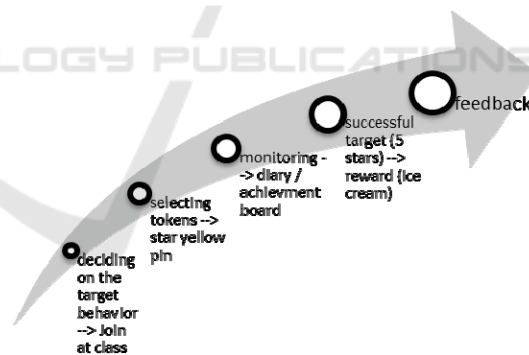 LOGY PUBLICATIONS
deciding
on the
target
behavior
--> Join
at class
selecting
tokens -->
star yellow
pin
monitoring -
-> diary /
achievment
board
successful
target (5
stars) -->
reward (ice
cream)
feedback